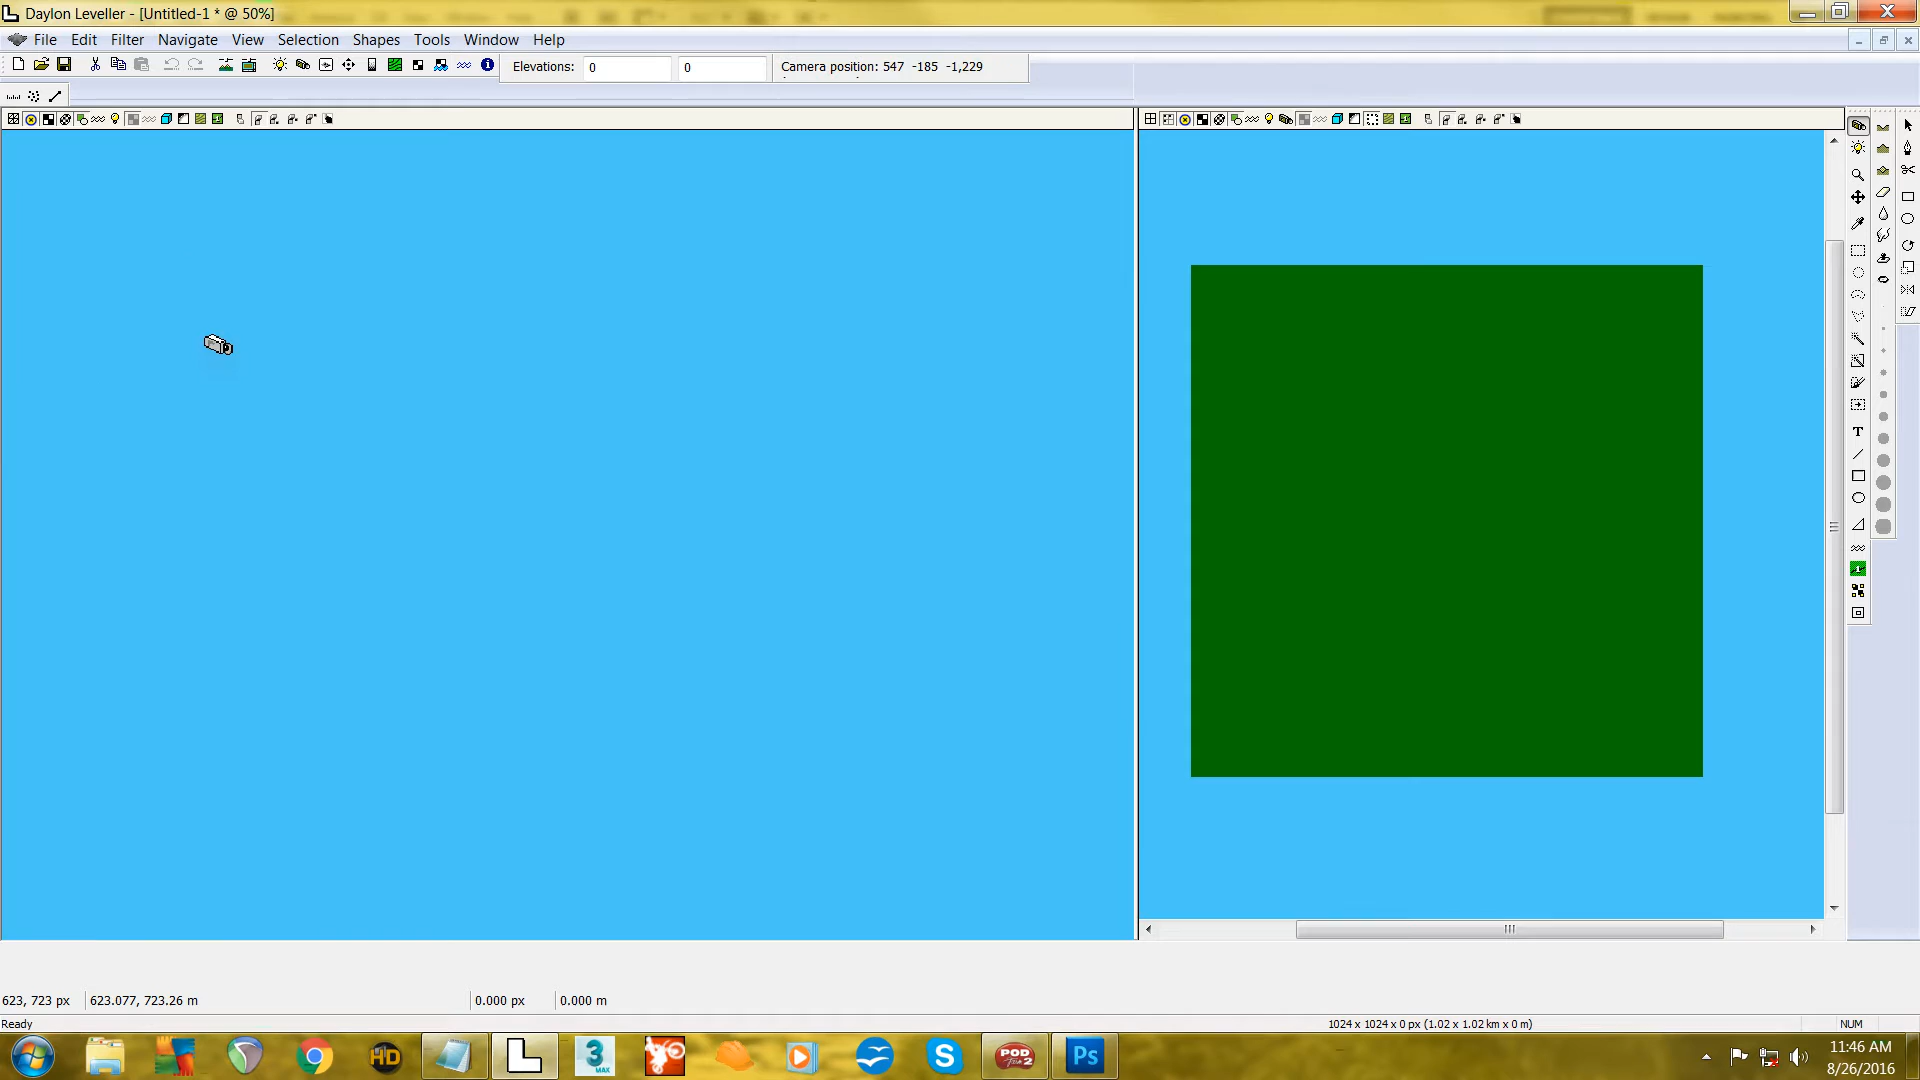 Daylon Leveller - [Untitled-1 * @ 50%]
File Edit Filter Navigate View Selection Shapes Tools Window Help
Elevations: 0 0 Camera position: 547 -185 -1,229
T
623, 723 px 623.077, 723.26 m 0.000 px 0.000 m
Ready 1024 x 1024 x 0 px (1.02 x 1.02 km x 0 m) NUM
HD 3 MAX S POD 2 Ps
11:46 AM
8/26/2016